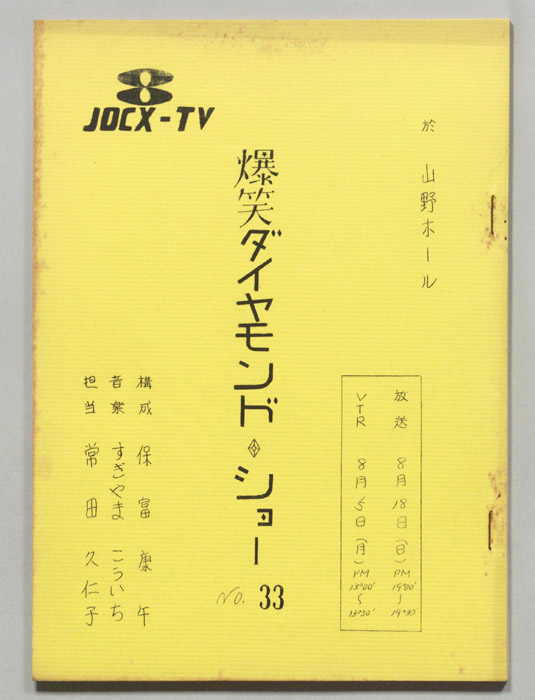 JOCX-TV
於 山野ホール
爆笑ダイヤモンド・ショー
No. 33
放送 8月18日(日) PM 19°00' 〜 19°30'
VTR 8月5日(月) PM 13°00' 〜 13°30'
構成 保富康午
音楽 すぎやまこういち
担当 常田久仁子